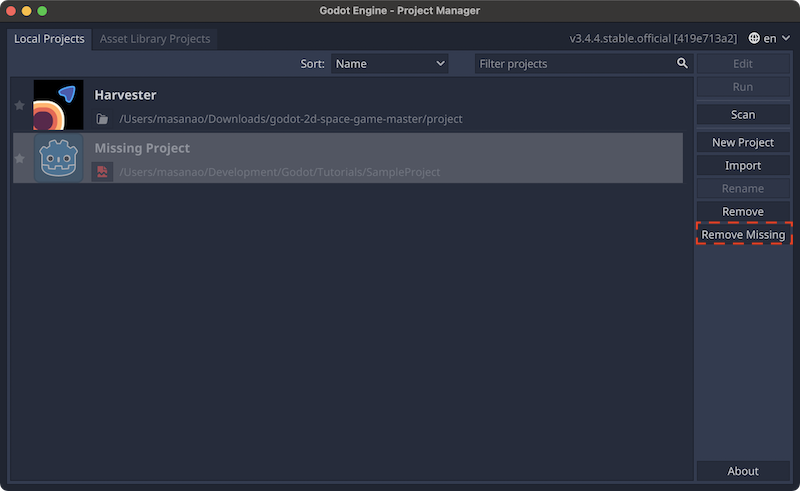 Godot Engine - Project Manager
Local Projects Asset Library Projects v3.4.4.stable.official [419e713a2] en
Sort: Name Filter projects Edit
Run
Harvester
/Users/masanao/Downloads/godot-2d-space-game-master/project
Scan
Missing Project
/Users/masanao/Development/Godot/Tutorials/SampleProject
New Project
Import
Rename
Remove
Remove Missing
About